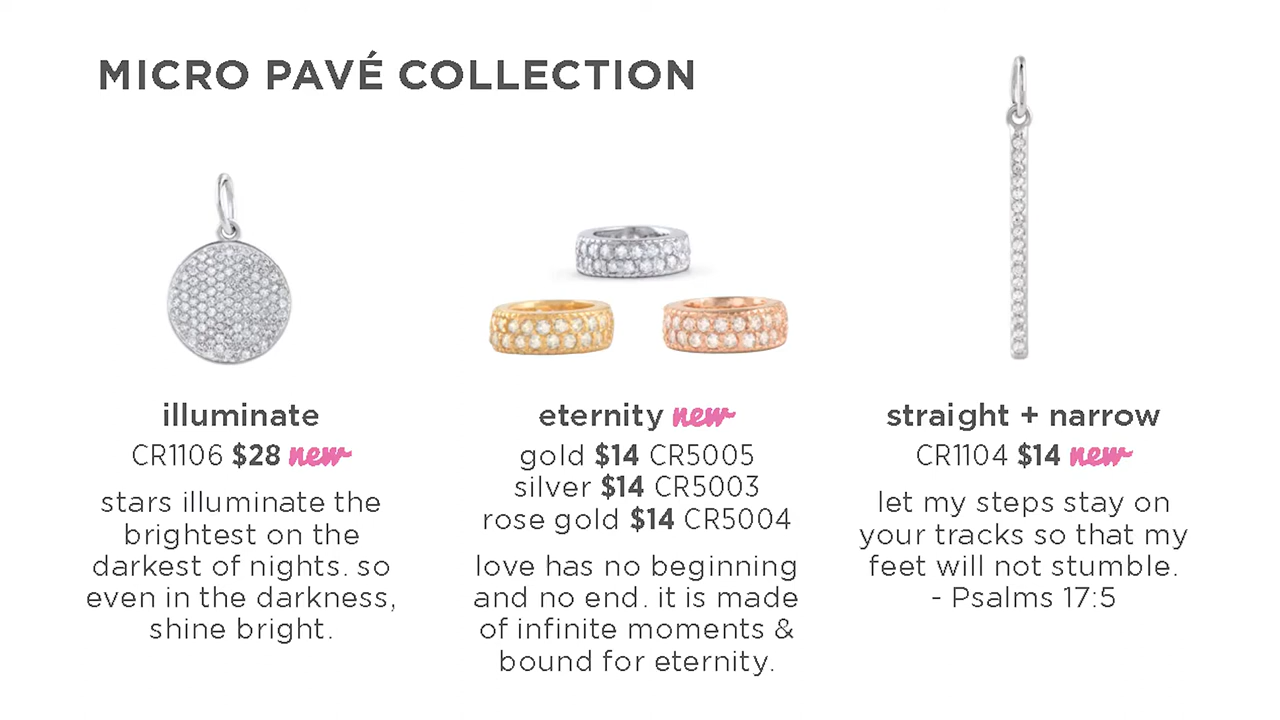 MICRO PAVÉ COLLECTION
illuminate
CR1106 $28 new
stars illuminate the
brightest on the
darkest of nights. so
even in the darkness,
shine bright.
eternity new
gold $14 CR5005
silver $14 CR5003
rose gold $14 CR5004
love has no beginning
and no end. it is made
of infinite moments &
bound for eternity.
straight + narrow
CR1104 $14 new
let my steps stay on
your tracks so that my
feet will not stumble.
- Psalms 17:5